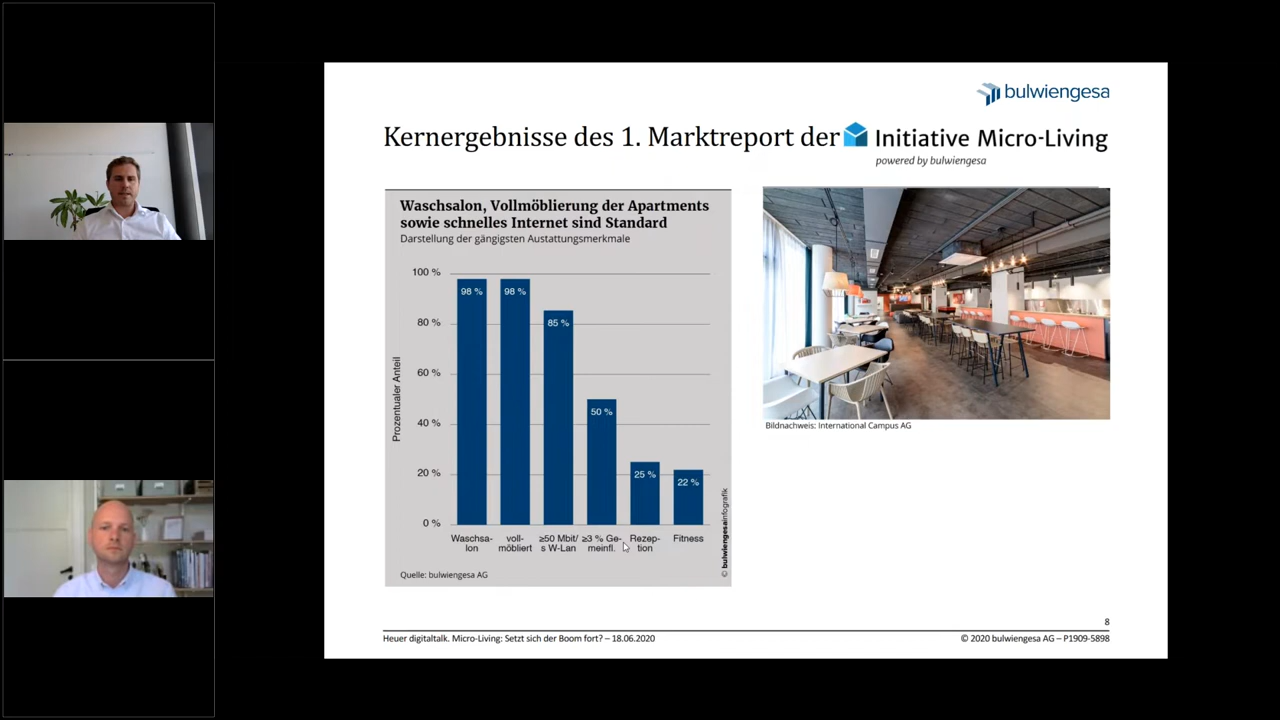 bulwiengesa
Kernergebnisse des 1. Marktreport der Initiative Micro-Living
powered by bulwiengesa
Waschsalon, Vollmöblierung der Apartments
sowie schnelles Internet sind Standard
Darstellung der gängigsten Austattungsmerkmale
Prozentualer Anteil
100 %
80 %
60 %
40 %
20 %
0 %
98 %
98 %
85 %
50 %
25 %
22 %
Waschsa-
lon
voll-
möbliert
≥50 Mbit/
s W-Lan
≥3 % Ge-
meinfl.
Rezep-
tion
Fitness
Quelle: bulwiengesa AG
© bulwiengesainfografik
Bildnachweis: International Campus AG
8
Heuer digitaltalk. Micro-Living: Setzt sich der Boom fort? – 18.06.2020
© 2020 bulwiengesa AG – P1909-5898